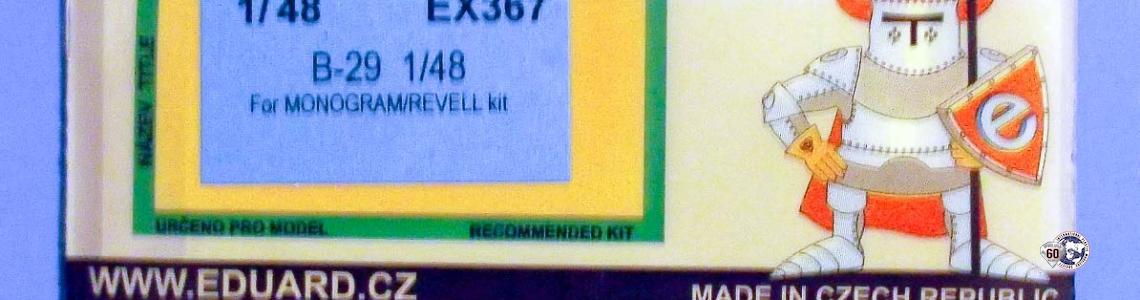 1/48 EX367
B-29 1/48
For MONOGRAM/REVELL kit
NÁZEV TITLE
URČENO PRO MODEL RECOMMENDED KIT
e
WWW.EDUARD.CZ
MADE IN CZECH REPUBLIC
60